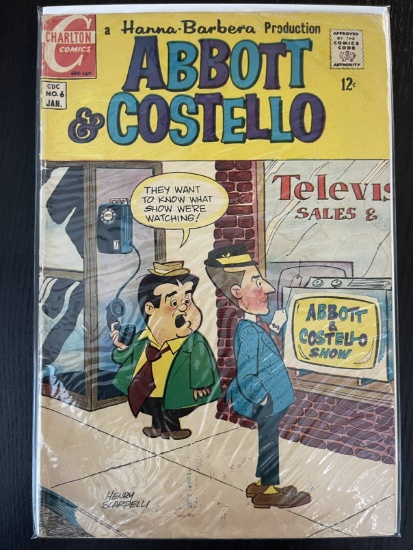 CHARLTON
COMICS
CDC
NO. 6
JAN.
a Hanna-Barbera Production
ABBOTT
& COSTELLO
APPROVED
BY THE
COMICS
CODE
AUTHORITY
12¢
THEY WANT
TO KNOW WHAT
SHOW WE'RE
WATCHING!
Televis
SALES &
ABBOTT
&
COSTELLO
SHOW
HENRY
SCARPELLI